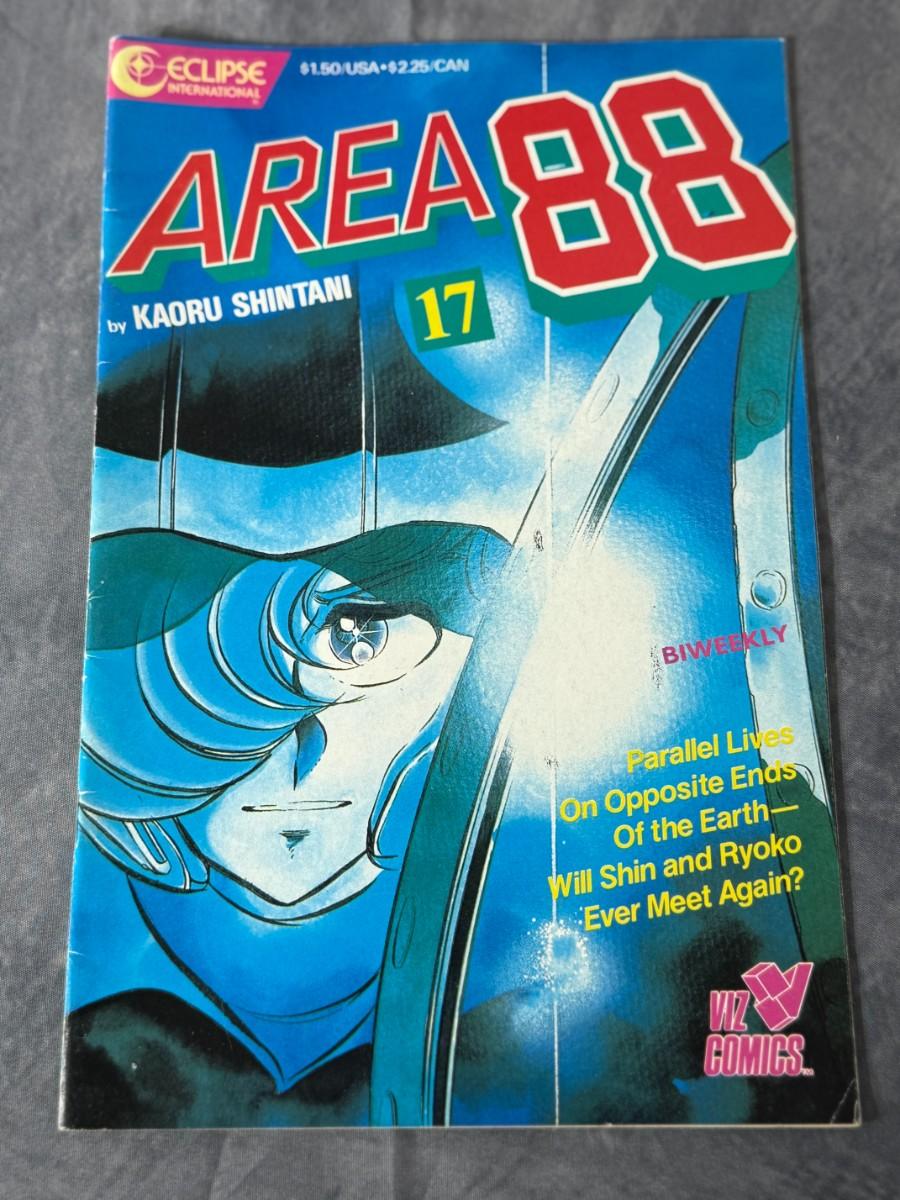 ECLIPSE
INTERNATIONAL
$1.50/USA•$2.25/CAN
AREA 88
by KAORU SHINTANI
17
BIWEEKLY
Parallel Lives
On Opposite Ends
Of the Earth—
Will Shin and Ryoko
Ever Meet Again?
VIZ
COMICS™